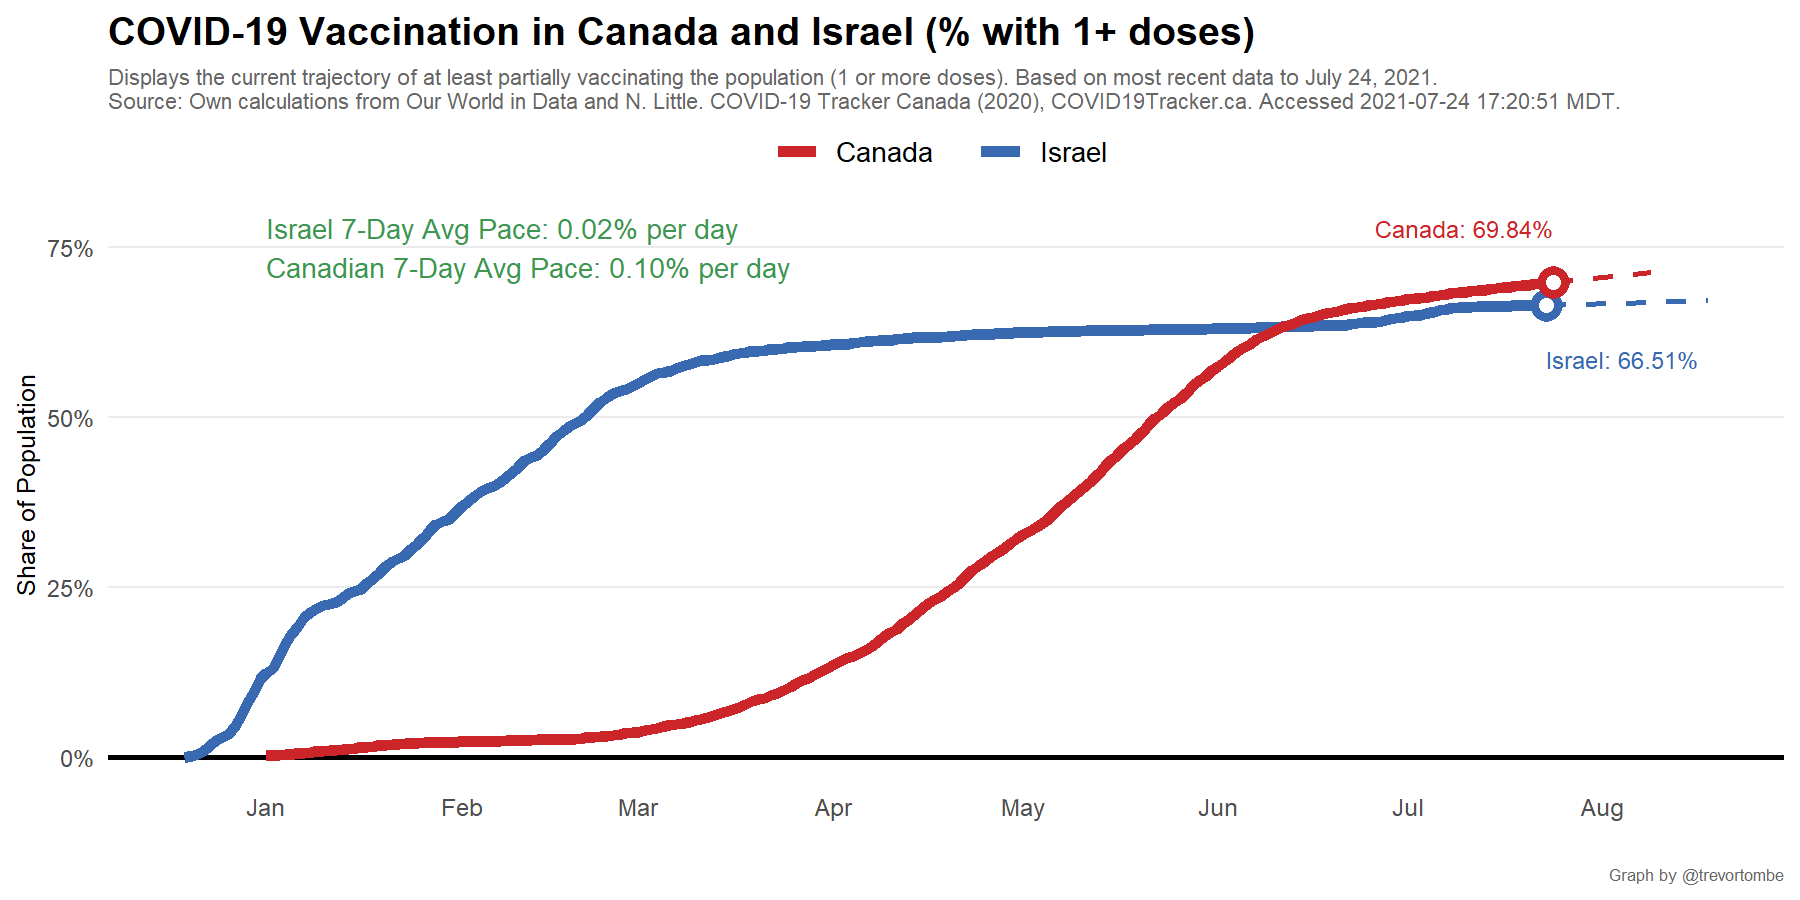 COVID-19 Vaccination in Canada and Israel (% with 1+ doses)
Displays the current trajectory of at least partially vaccinating the population (1 or more doses). Based on most recent data to July 24, 2021.
Source: Own calculations from Our World in Data and N. Little. COVID-19 Tracker Canada (2020), COVID19Tracker.ca. Accessed 2021-07-24 17:20:51 MDT.
Canada Israel
Israel 7-Day Avg Pace: 0.02% per day
Canadian 7-Day Avg Pace: 0.10% per day
Canada: 69.84%
Israel: 66.51%
Share of Population
75%
50%
25%
0%
Jan Feb Mar Apr May Jun Jul Aug
Graph by @trevortombe